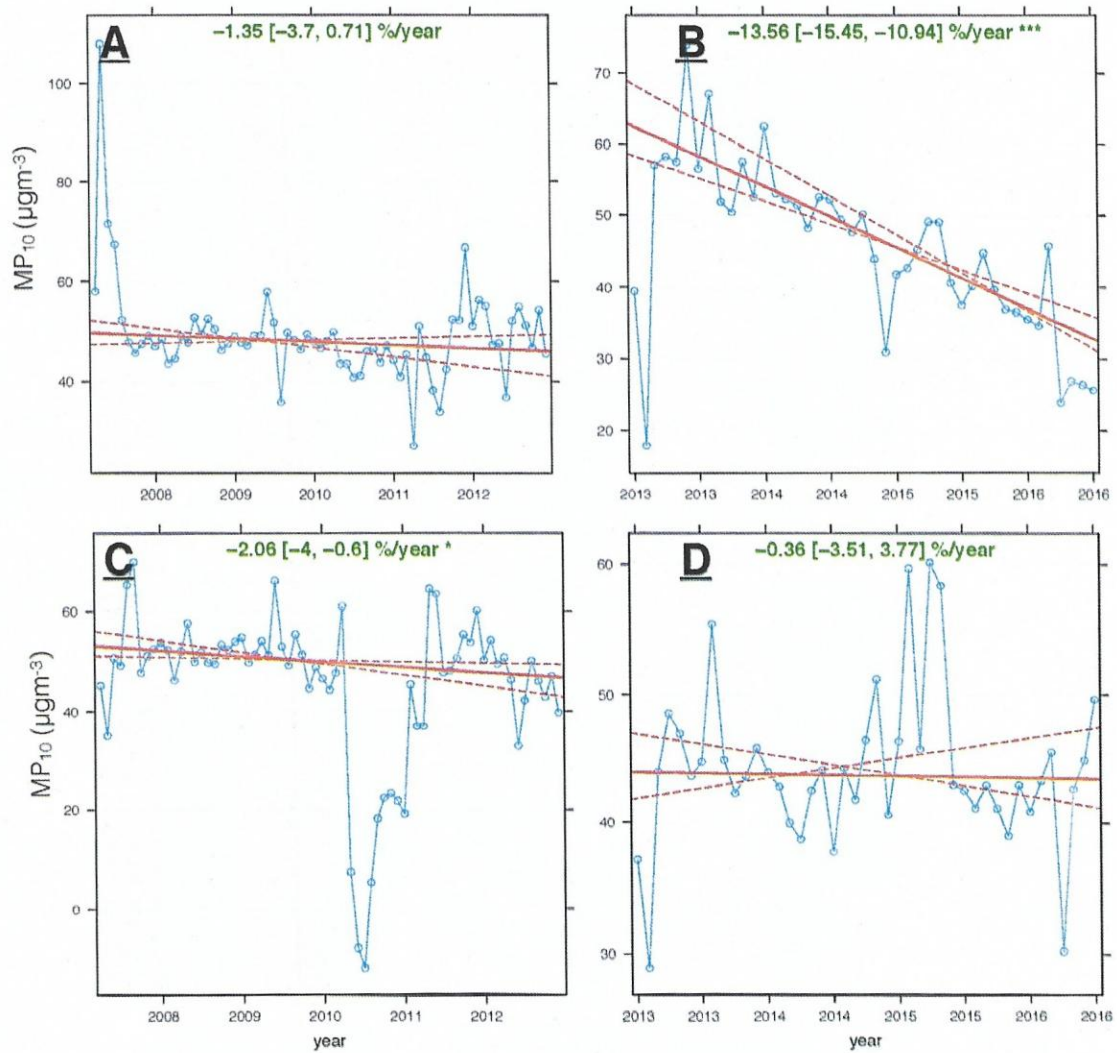 A
−1.35 [−3.7, 0.71] %/year
MP10 (µgm-3)
100
80
60
40
2008 2009 2010 2011 2012
B
−13.56 [−15.45, −10.94] %/year ***
70
60
50
40
30
20
2013 2013 2014 2014 2015 2015 2016 2016
C
−2.06 [−4, −0.6] %/year *
MP10 (µgm-3)
60
40
20
0
2008 2009 2010 2011 2012
year
D
−0.36 [−3.51, 3.77] %/year
60
50
40
30
2013 2013 2014 2014 2015 2015 2016 2016
year